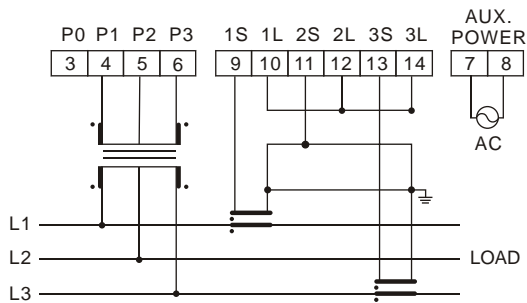 AUX.
P0 P1 P2 P3 1S 1L 2S 2L 3S 3L POWER
3 4 5 6 9 10 11 12 13 14 7 8
AC
L1
L2 LOAD
L3